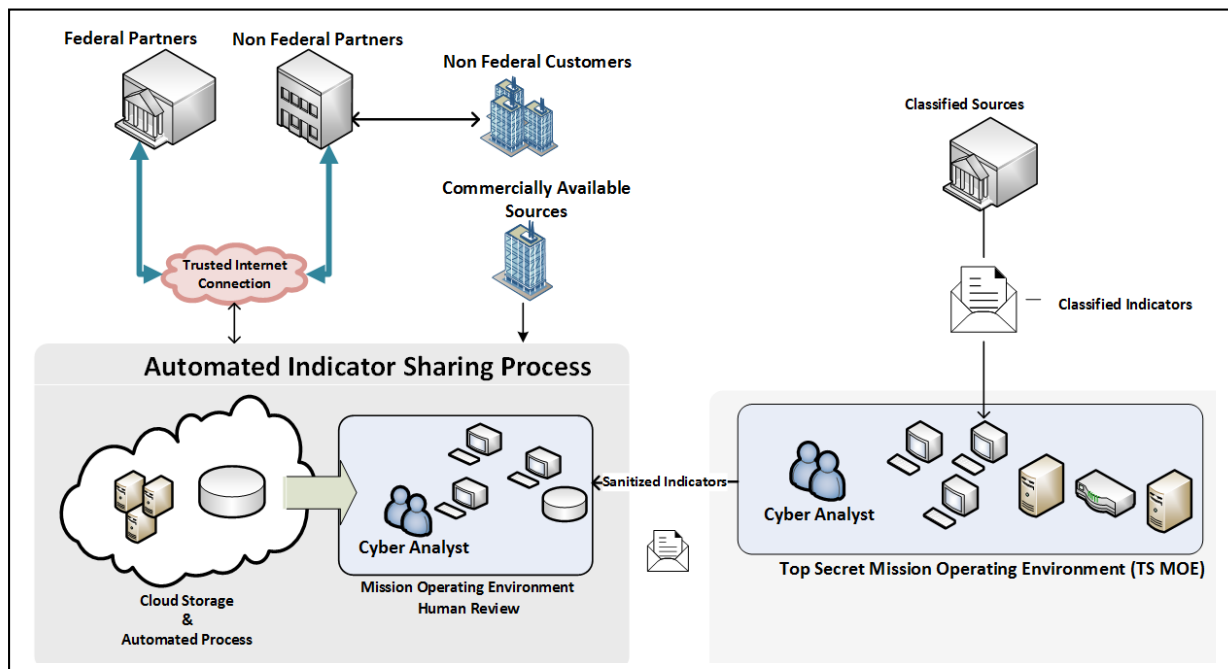 Federal Partners
Non Federal Partners
Non Federal Customers
Classified Sources
Commercially Available
Sources
Trusted Internet
Connection
Classified Indicators
Automated Indicator Sharing Process
Sanitized Indicators
Cyber Analyst
Cyber Analyst
Mission Operating Environment
Human Review
Top Secret Mission Operating Environment (TS MOE)
Cloud Storage
&
Automated Process